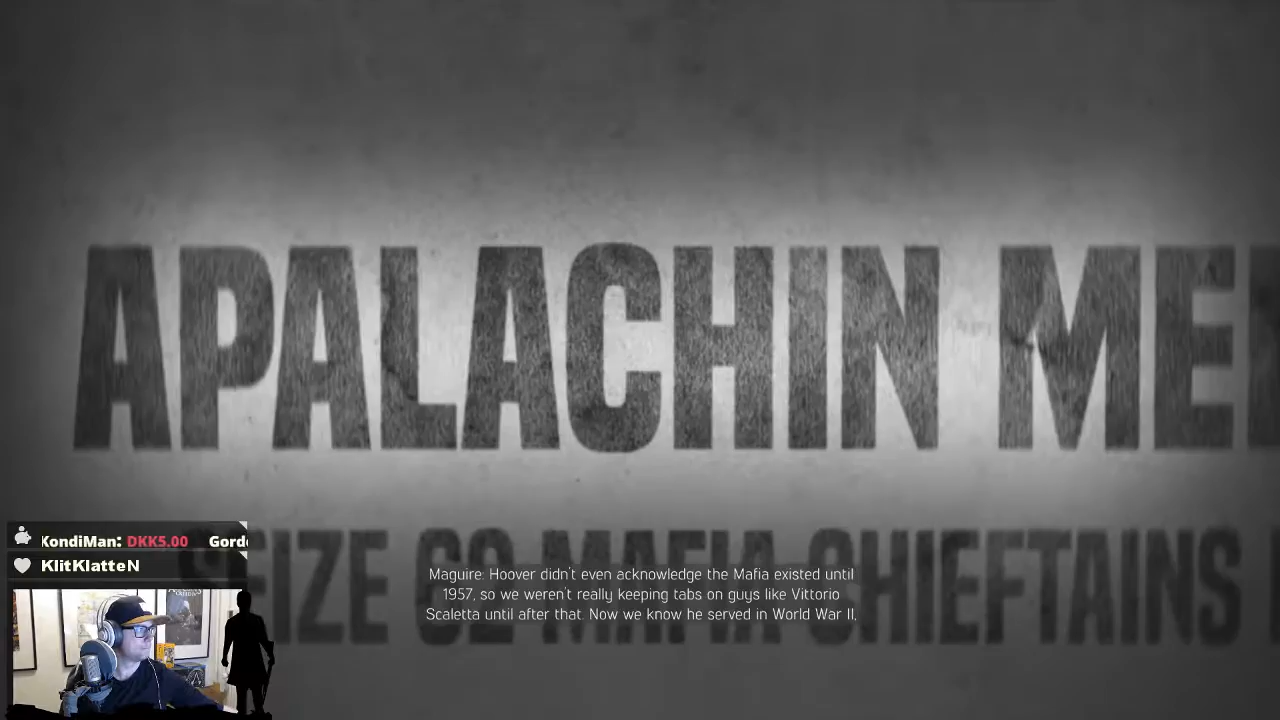 APALACHIN ME
SEIZE 62 MAFIA CHIEFTAINS
KondiMan: DKK5.00 Gord
KlitKlatteN
Maguire: Hoover didn't even acknowledge the Mafia existed until
1957, so we weren't really keeping tabs on guys like Vittorio
Scaletta until after that. Now we know he served in World War II,